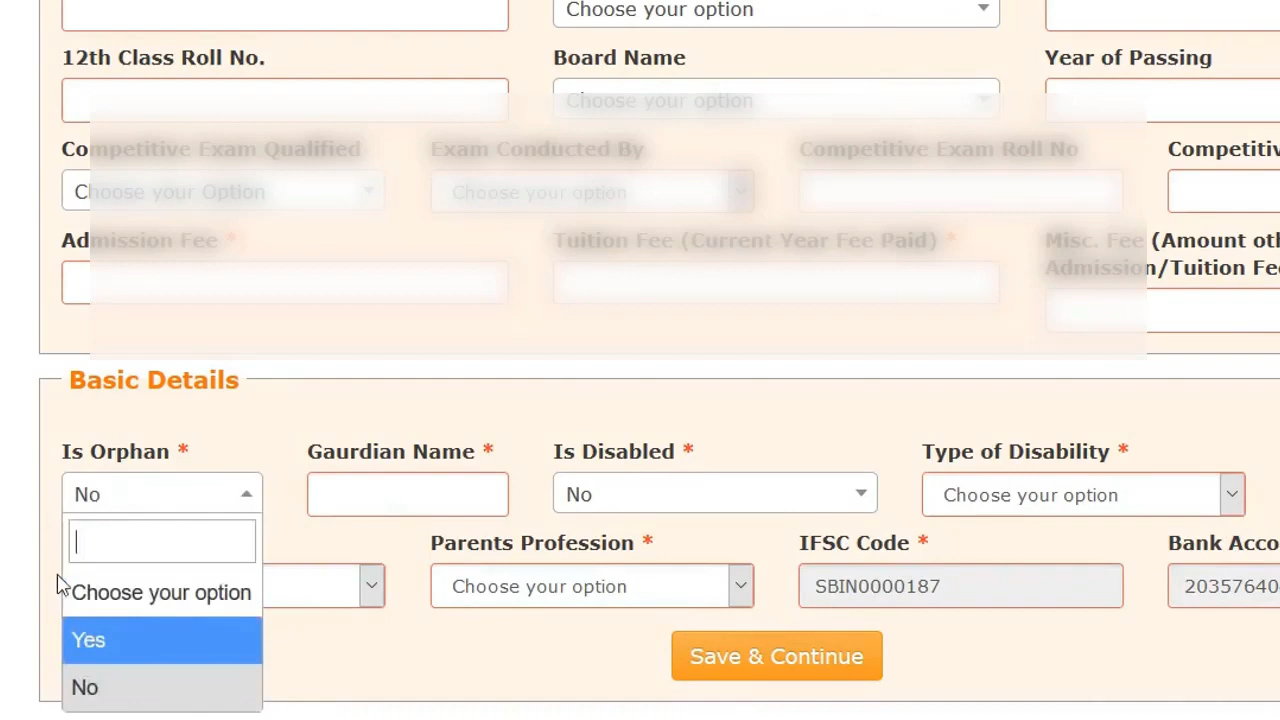 Choose your option
12th Class Roll No. Board Name Year of Passing
Choose your option
Competitive Exam Qualified Exam Conducted By Competitive Exam Roll No Competitiv
Choose your Option Choose your option
Admission Fee * Tuition Fee (Current Year Fee Paid) * Misc. Fee (Amount oth
Admission/Tuition Fee
Basic Details
Is Orphan * Gaurdian Name * Is Disabled * Type of Disability *
No No Choose your option
Parents Profession * IFSC Code * Bank Acco
Choose your option
Choose your option SBIN0000187 20357640
Yes
Save & Continue
No